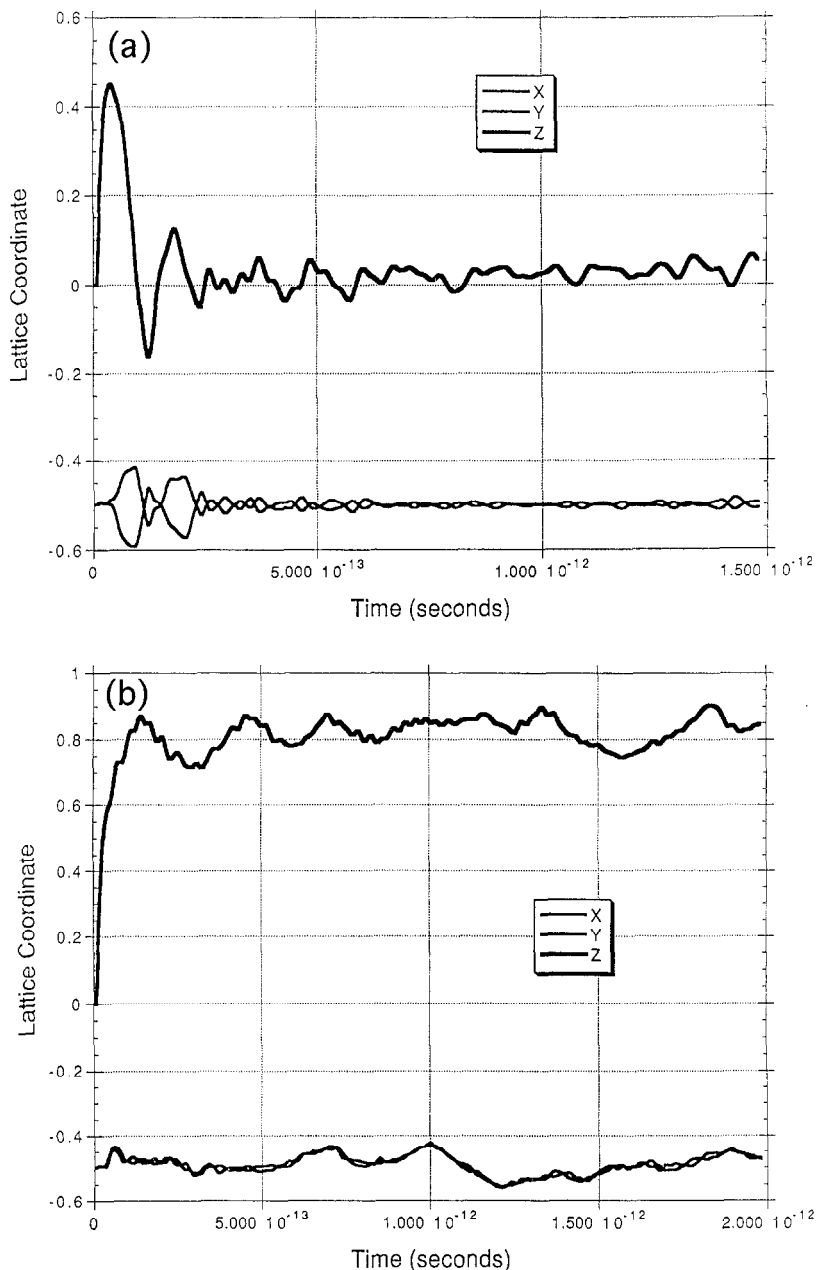 (a)
0.6
0.4
0.2
0
-0.2
-0.4
-0.6
Lattice Coordinate
X
Y
Z
0
5.000 10-13
1.000 10-12
1.500 10-12
Time (seconds)
(b)
1
0.8
0.6
0.4
0.2
0
-0.2
-0.4
-0.6
Lattice Coordinate
X
Y
Z
0
5.000 10-13
1.000 10-12
1.500 10-12
2.000 10-12
Time (seconds)